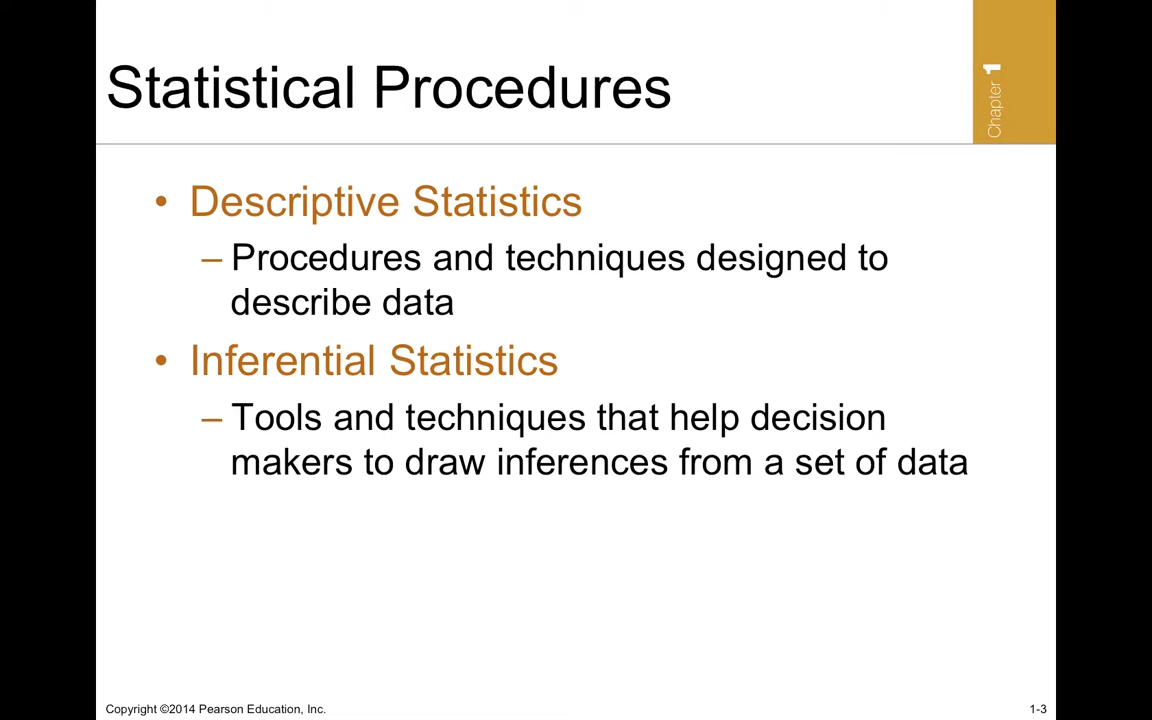 Statistical Procedures
Chapter 1
• Descriptive Statistics
– Procedures and techniques designed to
describe data
• Inferential Statistics
– Tools and techniques that help decision
makers to draw inferences from a set of data
Copyright ©2014 Pearson Education, Inc.
1-3